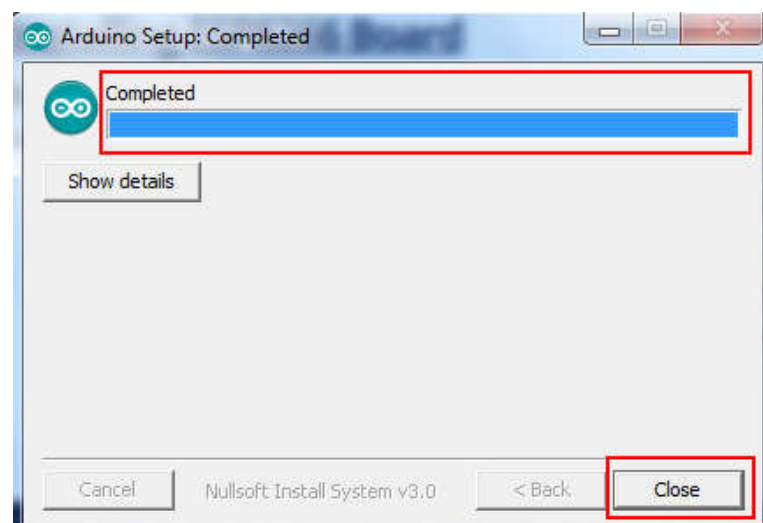 Arduino Setup: Completed
Completed
Show details
Cancel
Nullsoft Install System v3.0
< Back
Close